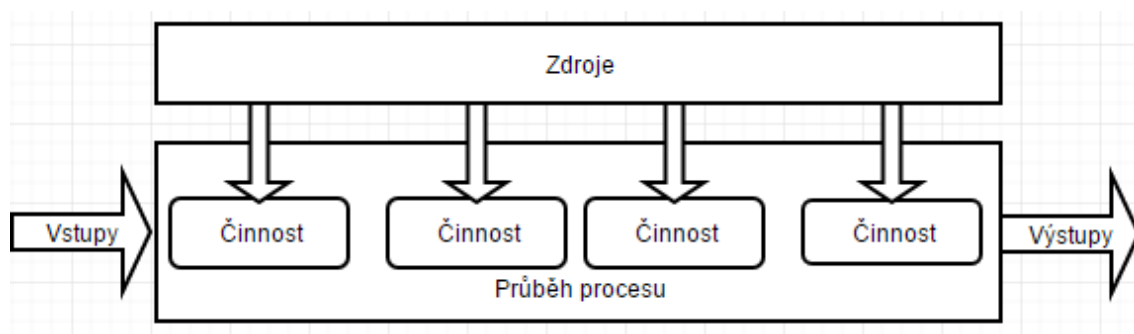 Zdroje
Vstupy
Činnost
Činnost
Činnost
Činnost
Výstupy
Průběh procesu